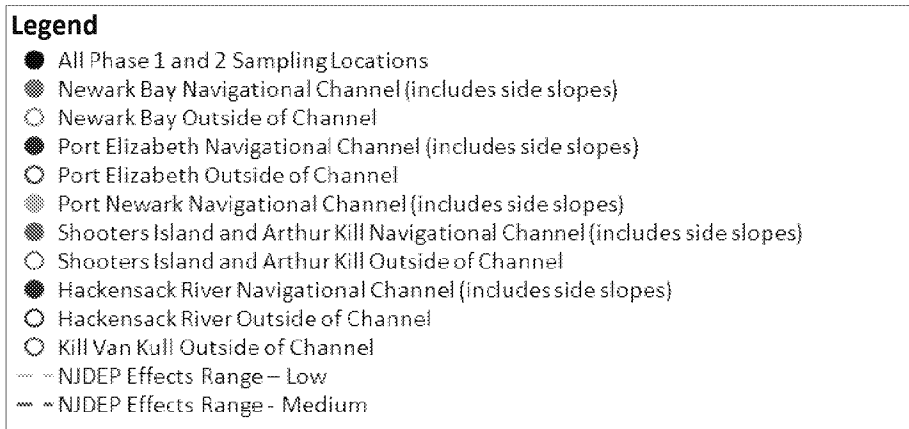 Legend
All Phase 1 and 2 Sampling Locations
Newark Bay Navigational Channel (includes side slopes)
Newark Bay Outside of Channel
Port Elizabeth Navigational Channel (includes side slopes)
Port Elizabeth Outside of Channel
Port Newark Navigational Channel (includes side slopes)
Shooters Island and Arthur Kill Navigational Channel (includes side slopes)
Shooters Island and Arthur Kill Outside of Channel
Hackensack River Navigational Channel (includes side slopes)
Hackensack River Outside of Channel
Kill Van Kull Outside of Channel
NJDEP Effects Range – Low
NJDEP Effects Range - Medium